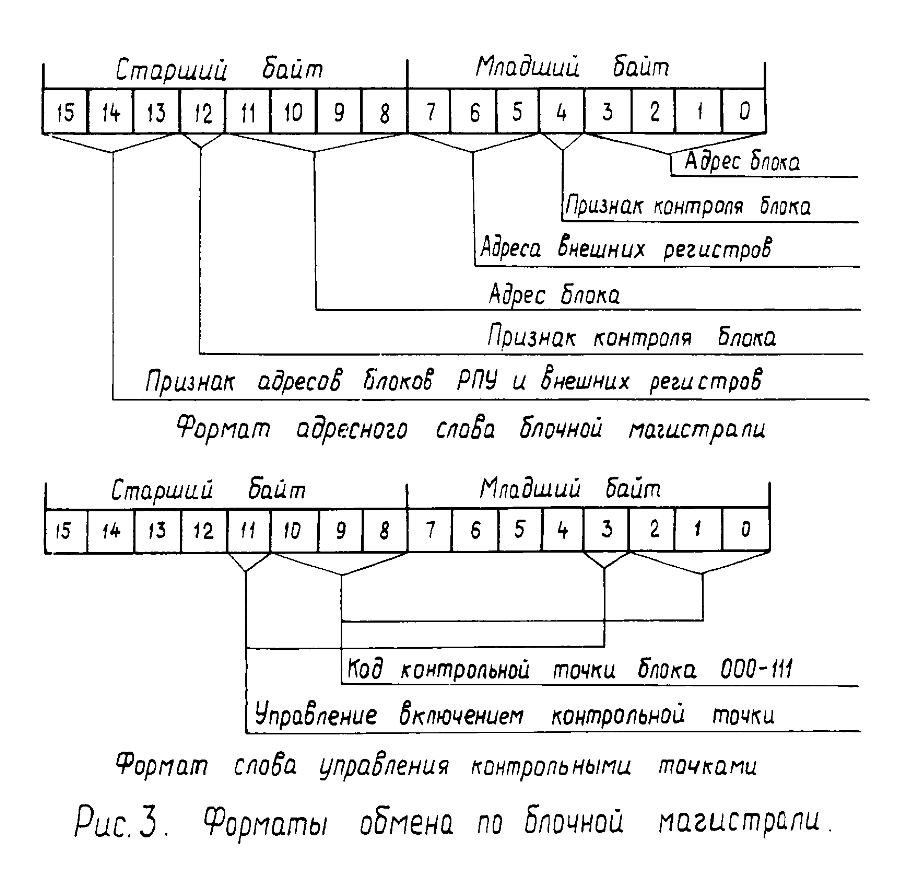 Старший байт Младший байт
15 14 13 12 11 10 9 8 7 6 5 4 3 2 1 0
Адрес блока
Признак контроля блока
Адреса внешних регистров
Адрес блока
Признак контроля блока
Признак адресов блоков РПУ и внешних регистров
Формат адресного слова блочной магистрали
Старший байт Младший байт
15 14 13 12 11 10 9 8 7 6 5 4 3 2 1 0
Код контрольной точки блока 000-111
Управление включением контрольной точки
Формат слова управления контрольными точками
Рис. 3. Форматы обмена по блочной магистрали.